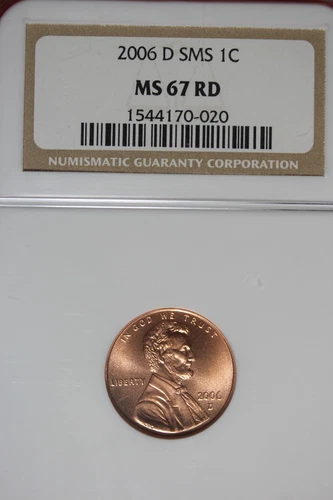 2006 D SMS 1C
MS 67 RD
1544170-020
NUMISMATIC GUARANTY CORPORATION
IN GOD WE TRUST
LIBERTY
2006
D